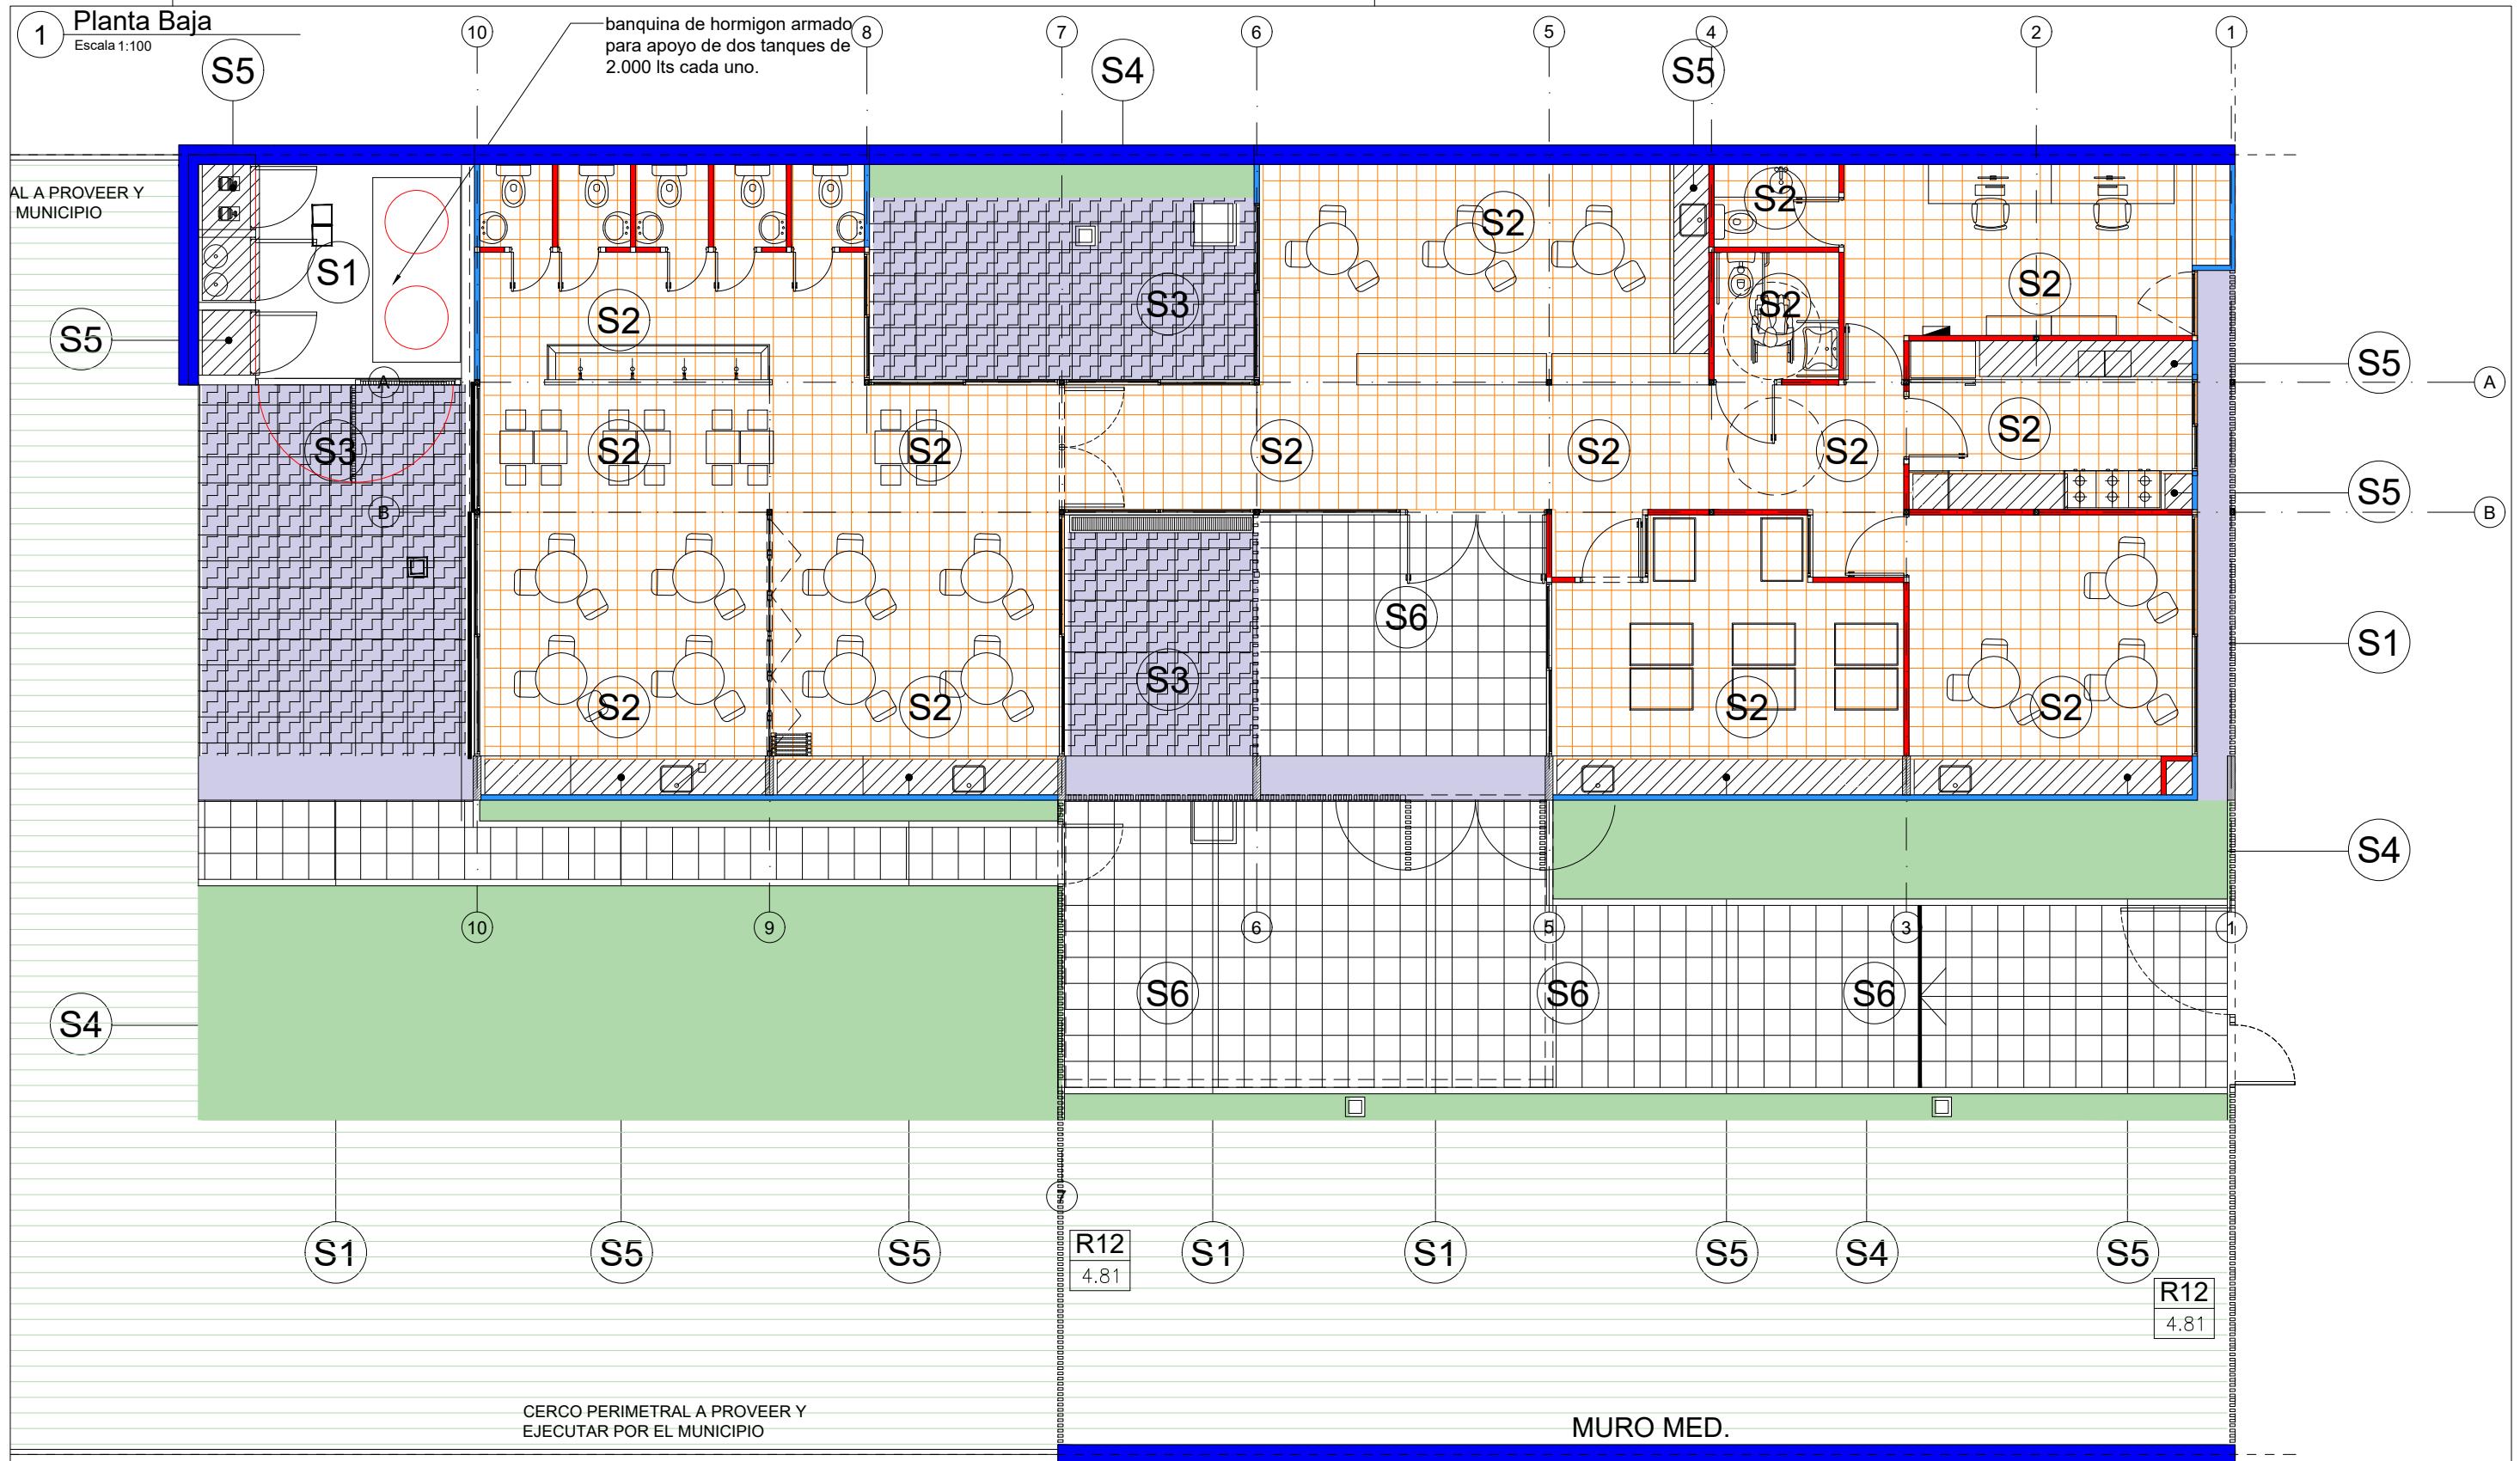 1 Planta Baja
Escala 1:100
banquina de hormigon armado
para apoyo de dos tanques de
2.000 lts cada uno.
10 8 7 6 5 4 2 1
S5 S4 S5
AL A PROVEER Y
MUNICIPIO
S2 S2
S1 S3 S2 S2
S2
S5 S5
A A
S3 S2 S2 S2 S2 S2 S2
S5
B B
S6 S1
S3
S2 S2 S2 S2
S4
10 9 6 5 3 1
S4 S6 S6 S6
7
S1 S5 S5 S1 S1 S5 S4 S5
R12
4.81
R12
4.81
CERCO PERIMETRAL A PROVEER Y
EJECUTAR POR EL MUNICIPIO
MURO MED.